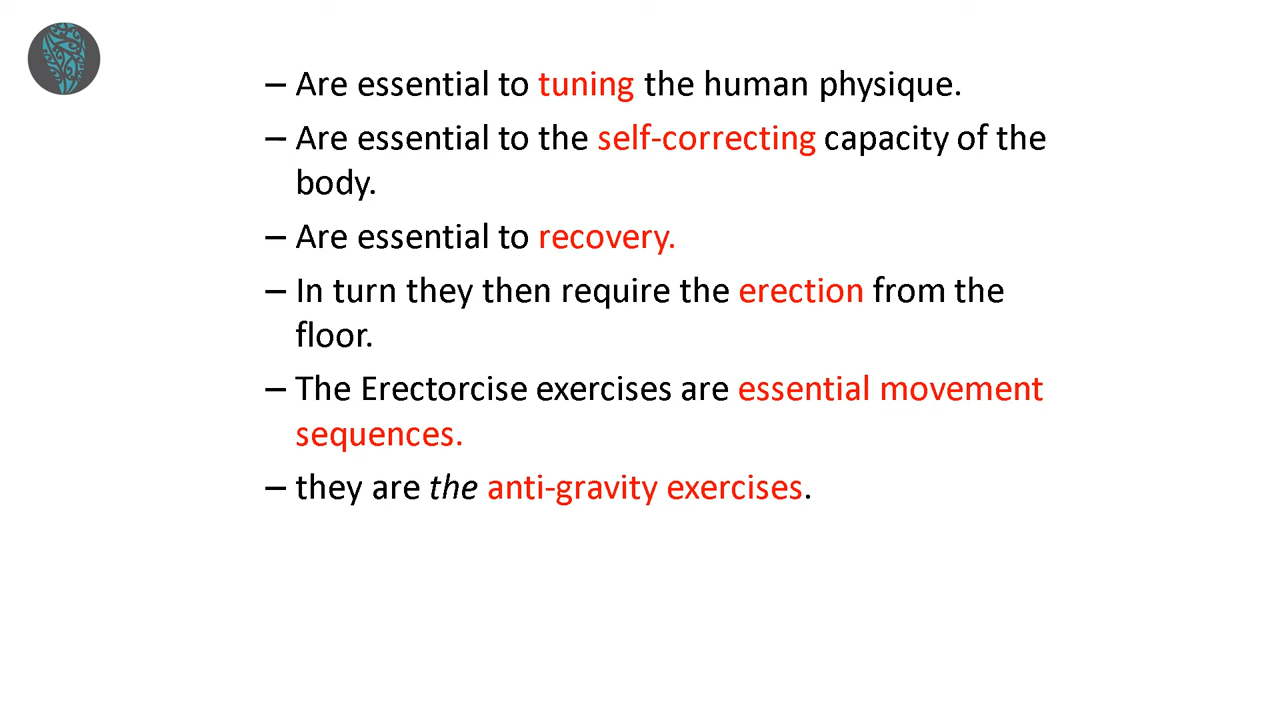 – Are essential to tuning the human physique.
– Are essential to the self-correcting capacity of the
body.
– Are essential to recovery.
– In turn they then require the erection from the
floor.
– The Erectorcise exercises are essential movement
sequences.
– they are the anti-gravity exercises.